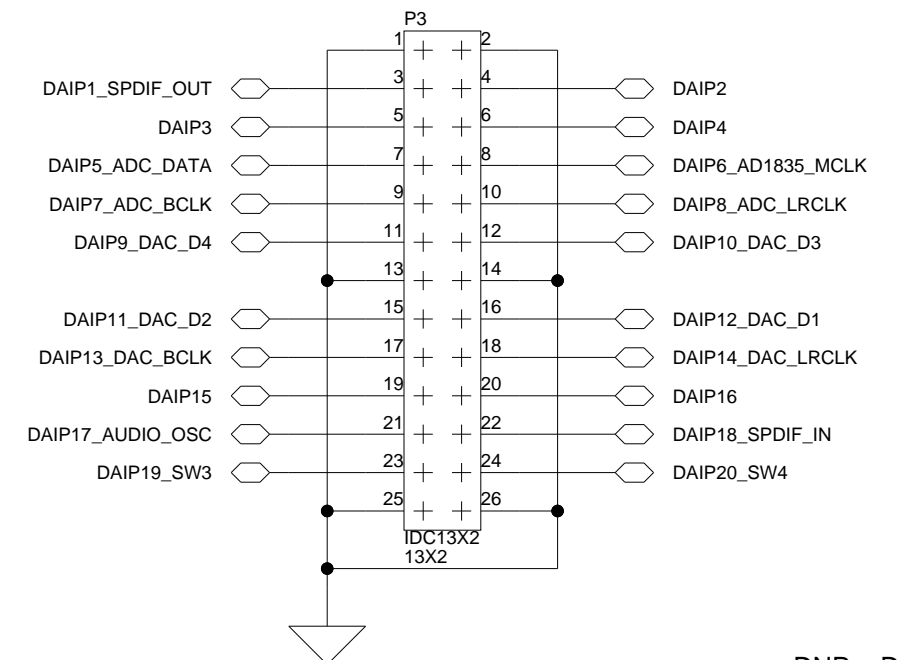 P3
1 2
DAIP1_SPDIF_OUT 3 4 DAIP2
DAIP3 5 6 DAIP4
DAIP5_ADC_DATA 7 8 DAIP6_AD1835_MCLK
DAIP7_ADC_BCLK 9 10 DAIP8_ADC_LRCLK
DAIP9_DAC_D4 11 12 DAIP10_DAC_D3
13 14
DAIP11_DAC_D2 15 16 DAIP12_DAC_D1
DAIP13_DAC_BCLK 17 18 DAIP14_DAC_LRCLK
DAIP15 19 20 DAIP16
DAIP17_AUDIO_OSC 21 22 DAIP18_SPDIF_IN
DAIP19_SW3 23 24 DAIP20_SW4
25 26
IDC13X2
13X2